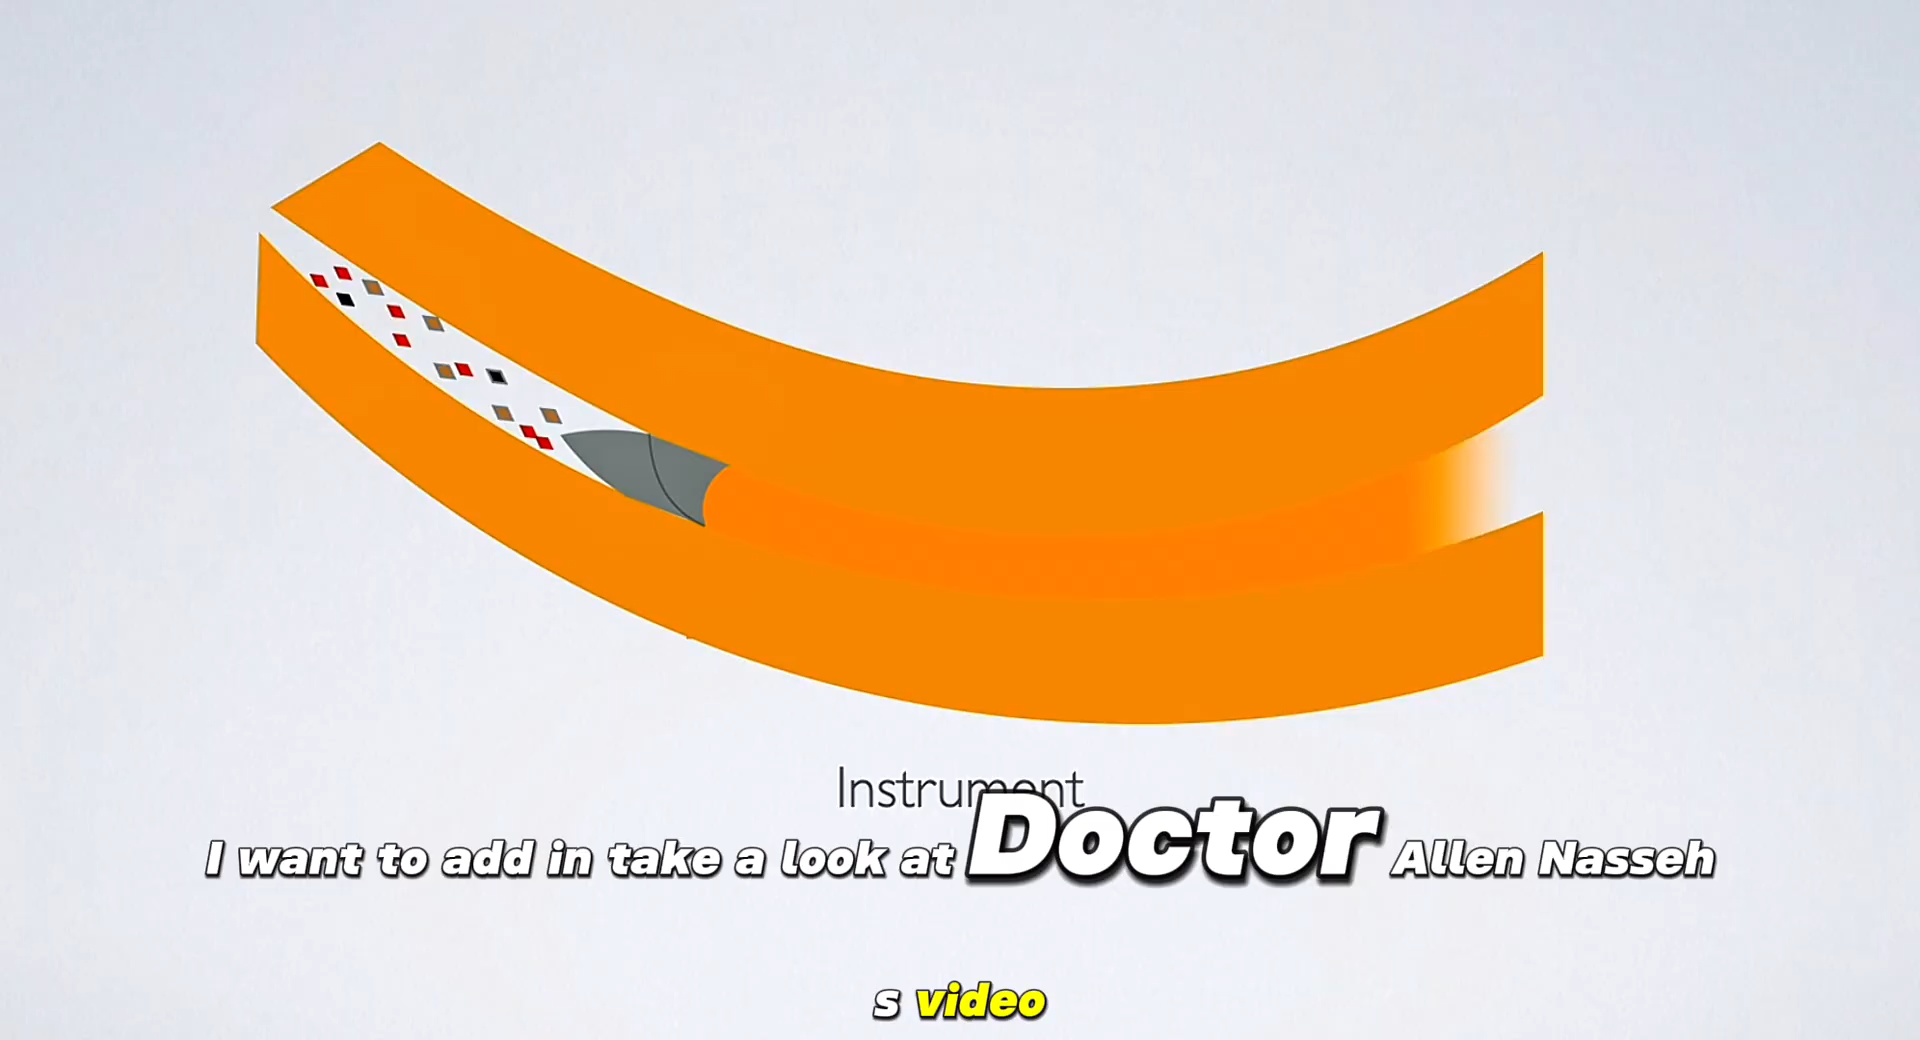 Instrument
I want to add in take a look at Doctor Allen Nasseh
s video